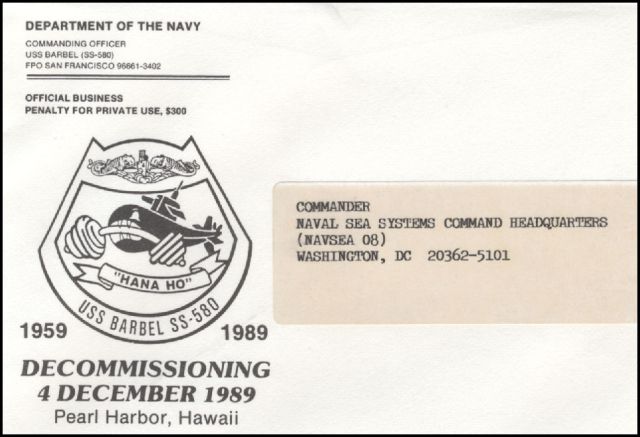 DEPARTMENT OF THE NAVY
COMMANDING OFFICER
USS BARBEL (SS-580)
FPO SAN FRANCISCO 96661-3402
OFFICIAL BUSINESS
PENALTY FOR PRIVATE USE, $300
"HANA HO"
USS BARBEL SS-580
1959 1989
DECOMMISSIONING
4 DECEMBER 1989
Pearl Harbor, Hawaii
COMMANDER
NAVAL SEA SYSTEMS COMMAND HEADQUARTERS
(NAVSEA 08)
WASHINGTON, DC 20362-5101